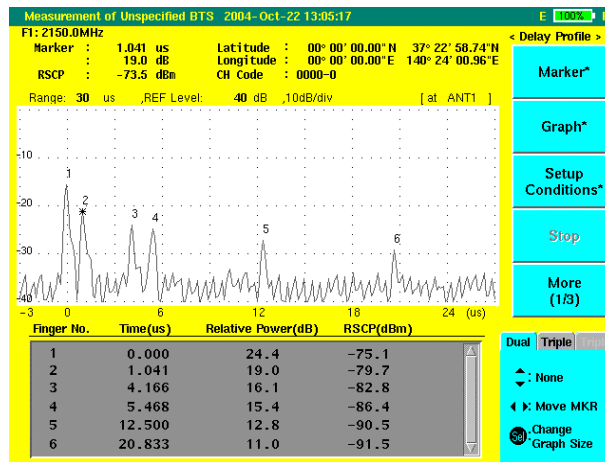 Measurement of Unspecified BTS 2004-Oct-22 13:05:17 E 100%
F1: 2150.0MHz
< Delay Profile >
Marker : 1.041 us Latitude : 00° 00' 00.00" N 37° 22' 58.74"N
: 19.0 dB Longitude : 00° 00' 00.00"E 140° 24' 00.96"E
RSCP : -73.5 dBm CH Code : 0000-0
Range: 30 us ,REF Level: 40 dB ,10dB/div [ at ANT1 ]
Marker*
Graph*
Setup
Conditions*
Stop
More
(1/3)
-10
-20
-30
-40
1
2
3
4
5
6
-3 0 6 12 18 24 (us)
Finger No. Time(us) Relative Power(dB) RSCP(dBm)
1 0.000 24.4 -75.1
2 1.041 19.0 -79.7
3 4.166 16.1 -82.8
4 5.468 15.4 -86.4
5 12.500 12.8 -90.5
6 20.833 11.0 -91.5
Dual Triple
: None
: Move MKR
Sel :Change
Graph Size